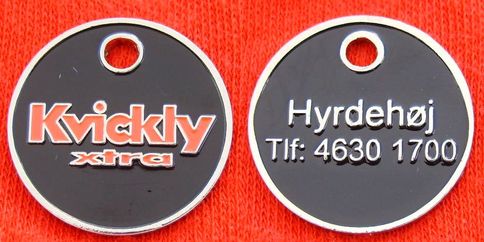 Kvickly
xtra
Hyrdehøj
Tlf: 4630 1700